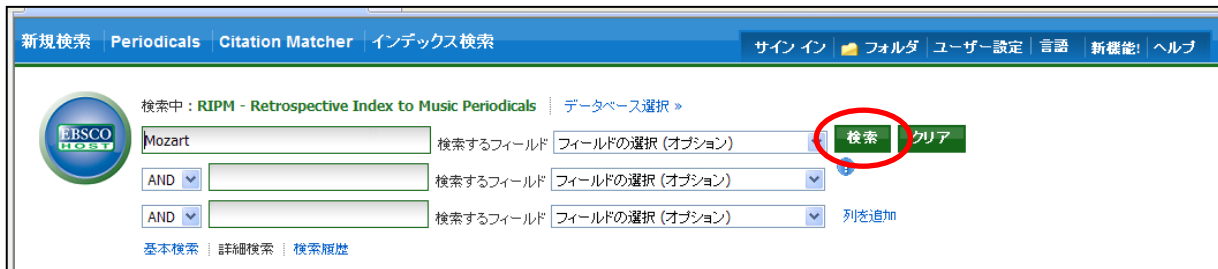 新規検索 Periodicals Citation Matcher インデックス検索
サイン イン フォルダ ユーザー設定 言語 新機能! ヘルプ
検索中 : RIPM - Retrospective Index to Music Periodicals データベース選択 »
EBSCO HOST
Mozart 検索するフィールド フィールドの選択 (オプション) 検索 クリア
AND 検索するフィールド フィールドの選択 (オプション)
AND 検索するフィールド フィールドの選択 (オプション) 列を追加
基本検索 詳細検索 検索履歴